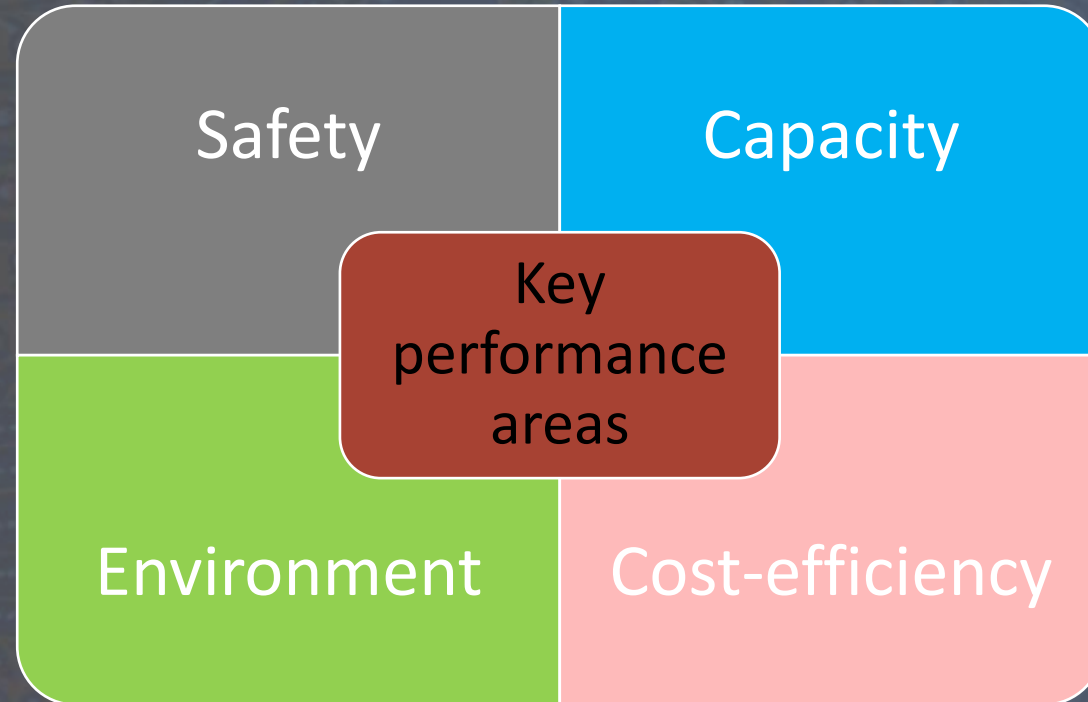 Safety
Capacity
Key
performance
areas
Environment
Cost-efficiency